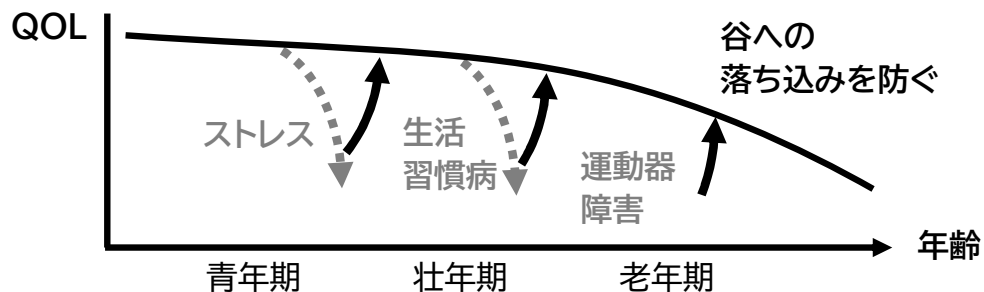 QOL
谷への
落ち込みを防ぐ
ストレス
生活
習慣病
運動器
障害
年齢
青年期
壮年期
老年期